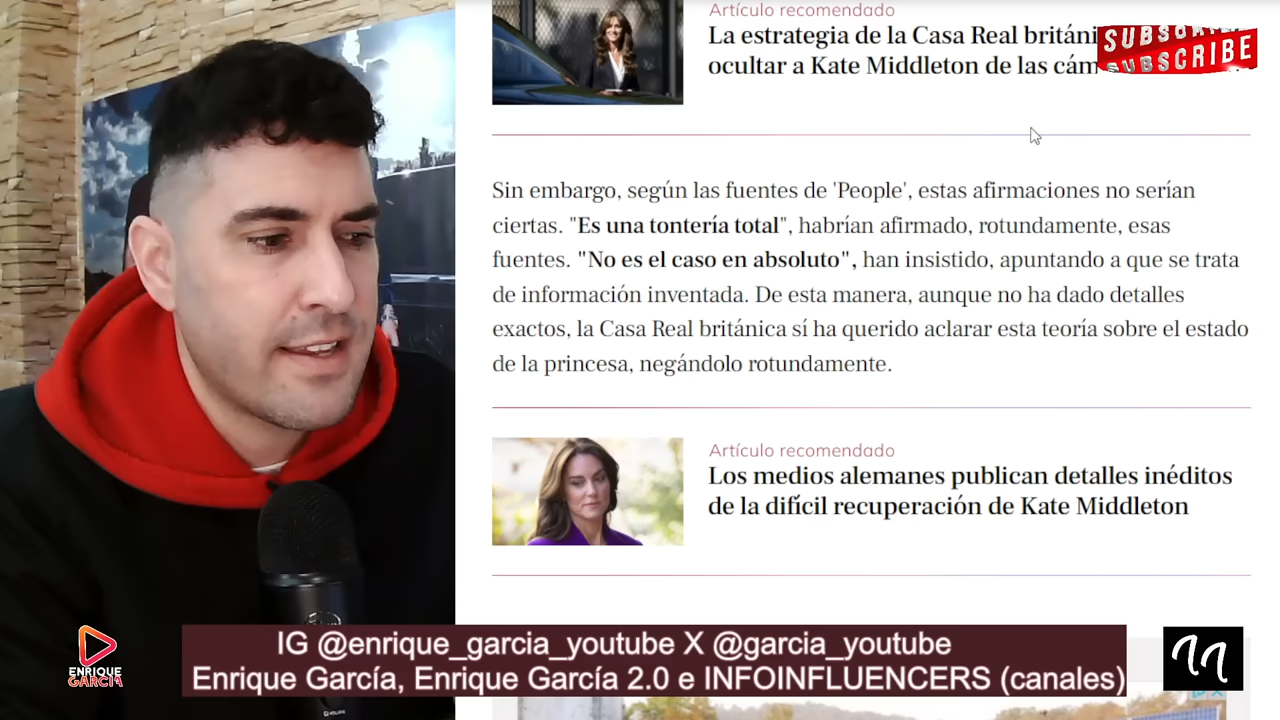 Artículo recomendado
La estrategia de la Casa Real
ocultar a Kate Middleton de las
SUBSCRIBE
SUBSCRIBE
Sin embargo, según las fuentes de 'People', estas afirmaciones no serían
ciertas. "Es una tontería total", habrían afirmado, rotundamente, esas
fuentes. "No es el caso en absoluto", han insistido, apuntando a que se trata
de información inventada. De esta manera, aunque no ha dado detalles
exactos, la Casa Real británica sí ha querido aclarar esta teoría sobre el estado
de la princesa, negándolo rotundamente.
Artículo recomendado
Los medios alemanes publican detalles inéditos
de la difícil recuperación de Kate Middleton
IG @enrique_garcia_youtube X @garcia_youtube
Enrique García, Enrique García 2.0 e INFOINFLUENCERS (canales)
ENRIQUE
GARCÍA